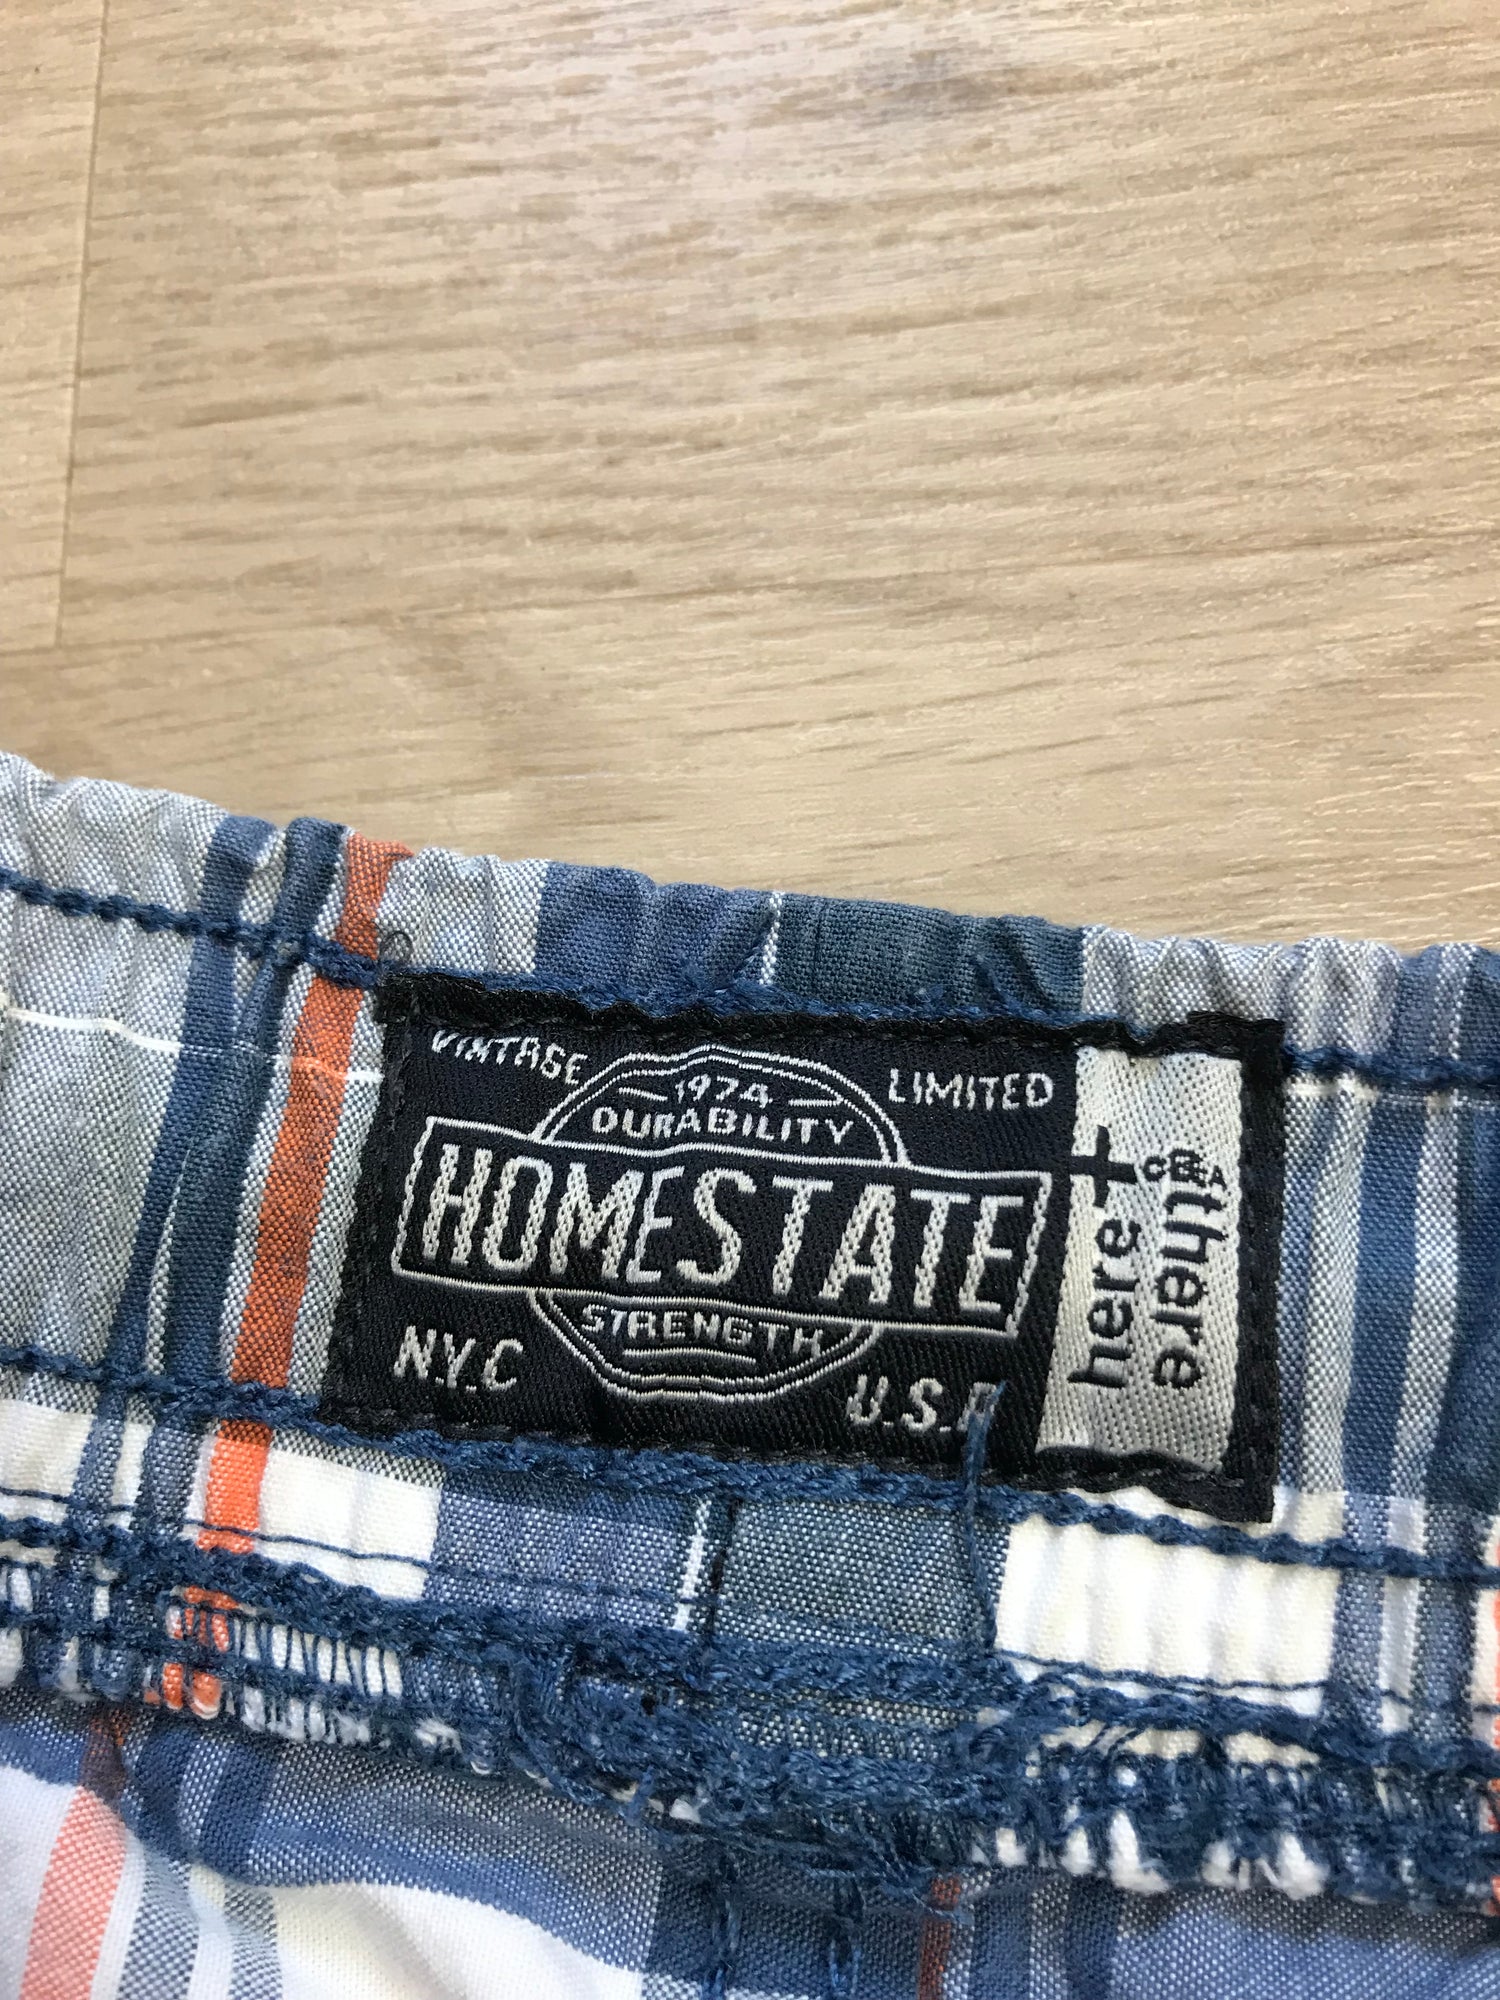 VINTAGE
LIMITED
1974
DURABILITY
HOMESTATE
STRENGTH
N.Y.C
U.S.A
here
there
C&A